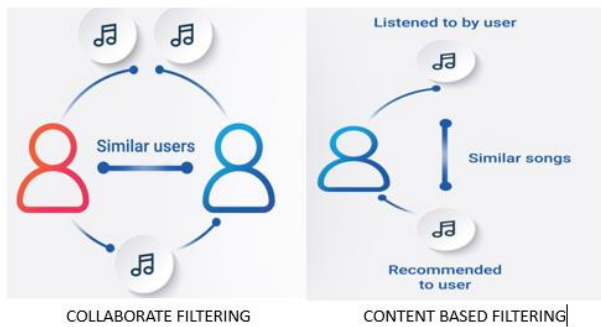 Similar users
COLLABORATE FILTERING
Listened to by user
Similar songs
Recommended
to user
CONTENT BASED FILTERING